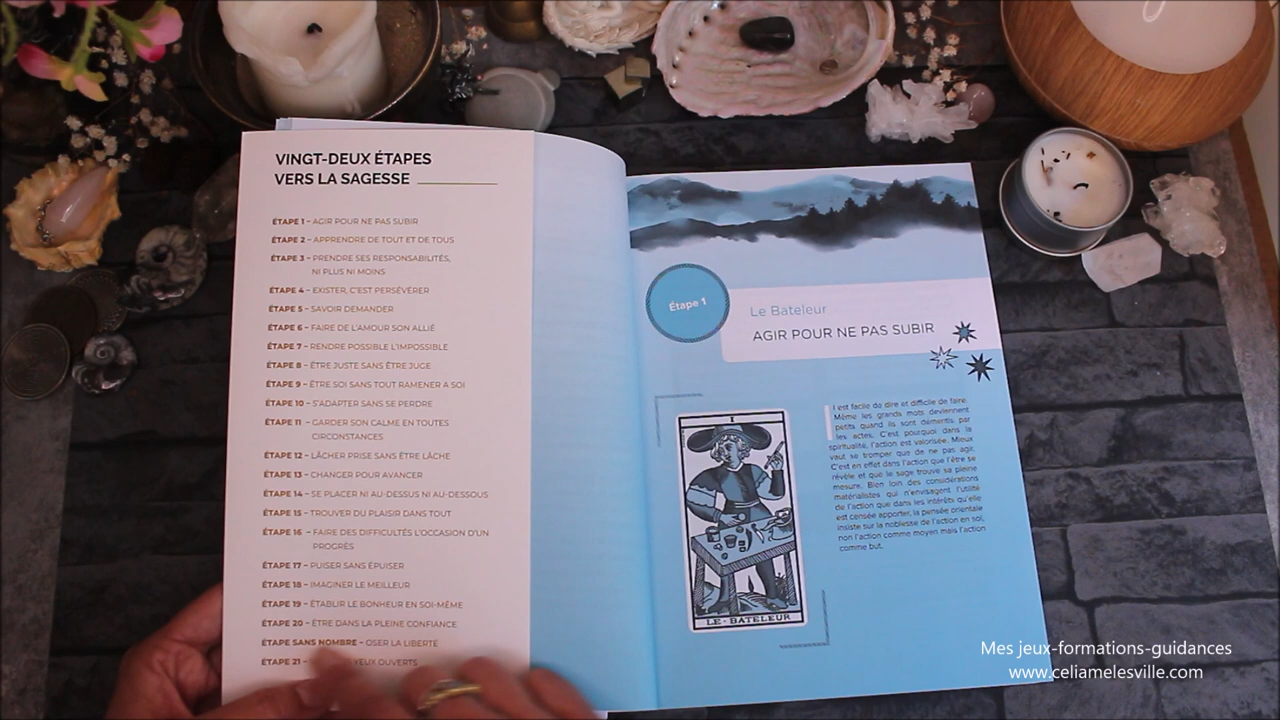 VINGT-DEUX ÉTAPES
VERS LA SAGESSE
ÉTAPE 1 – AGIR POUR NE PAS SUBIR
ÉTAPE 2 – APPRENDRE DE TOUT ET DE TOUS
ÉTAPE 3 – PRENDRE SES RESPONSABILITÉS,
NI PLUS NI MOINS
ÉTAPE 4 – EXISTER, C'EST PERSÉVÉRER
ÉTAPE 5 – SAVOIR DEMANDER
ÉTAPE 6 – FAIRE DE L'AMOUR SON ALLIÉ
ÉTAPE 7 – RENDRE POSSIBLE L'IMPOSSIBLE
ÉTAPE 8 – ÊTRE JUSTE SANS ÊTRE JUGE
ÉTAPE 9 – ÊTRE SOI SANS TOUT RAMENER A SOI
ÉTAPE 10 – S'ADAPTER SANS SE PERDRE
ÉTAPE 11 – GARDER SON CALME EN TOUTES
CIRCONSTANCES
ÉTAPE 12 – LÂCHER PRISE SANS ÊTRE LÂCHE
ÉTAPE 13 – CHANGER POUR AVANCER
ÉTAPE 14 – SE PLACER NI AU-DESSUS NI AU-DESSOUS
ÉTAPE 15 – TROUVER DU PLAISIR DANS TOUT
ÉTAPE 16 – FAIRE DES DIFFICULTÉS L'OCCASION D'UN
PROGRÈS
ÉTAPE 17 – PUISER SANS ÉPUISER
ÉTAPE 18 – IMAGINER LE MEILLEUR
ÉTAPE 19 – ÉTABLIR LE BONHEUR EN SOI-MÊME
ÉTAPE 20 – ÊTRE DANS LA PLEINE CONFIANCE
ÉTAPE SANS NOMBRE – OSER LA LIBERTÉ
ÉTAPE 21 – YEUX OUVERTS
Étape 1
Le Bateleur
AGIR POUR NE PAS SUBIR
I
LE·BATELEUR
Il est facile de dire et difficile de faire.
Même les grands mots deviennent
petits quand ils sont démentis par
les actes. C'est pourquoi dans la
spiritualité, l'action est valorisée. Mieux
vaut se tromper que de ne pas agir.
C'est en effet dans l'action que l'être se
révèle et que le sage trouve sa pleine
mesure. Bien loin des considérations
matérialistes qui n'envisagent l'utilité
de l'action que dans les intérêts qu'elle
est censée apporter, la pensée orientale
insiste sur la noblesse de l'action en soi,
non l'action comme moyen mais l'action
comme but.
Mes jeux-formations-guidances
www.celiamelesville.com